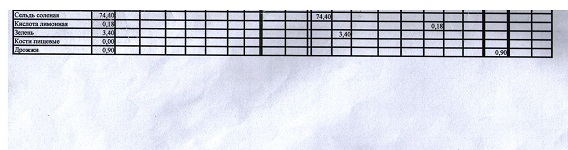 Сельдь соленая 74,40 74,40
Кислота лимонная 0,18 0,18
Зелень 3,40 3,40
Кости пищевые 0,00
Дрожжи 0,90 0,90